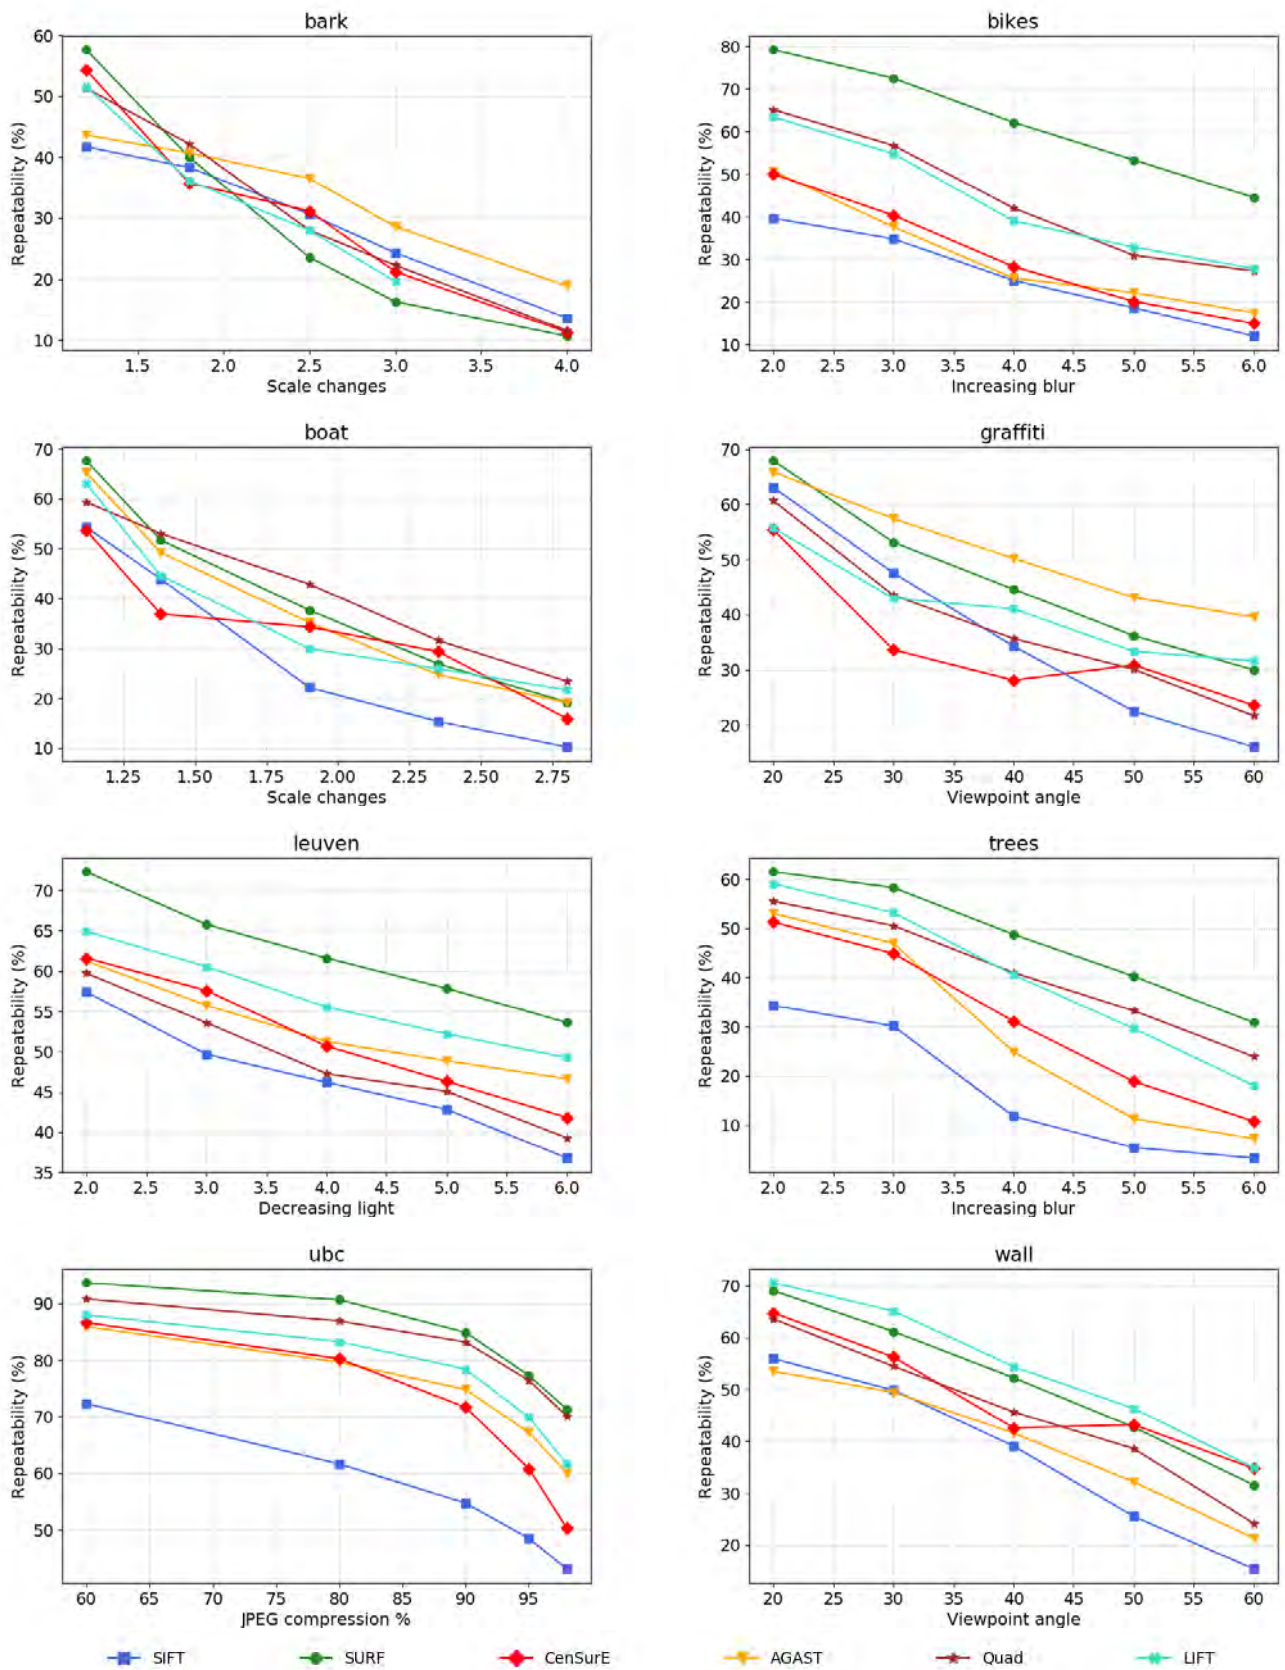 bark
bikes
60
50
40
30
20
10
Repeatability (%)
1.5 2.0 2.5 3.0 3.5 4.0
Scale changes
80
70
60
50
40
30
20
10
Repeatability (%)
2.0 2.5 3.0 3.5 4.0 4.5 5.0 5.5 6.0
Increasing blur
boat
graffiti
70
60
50
40
30
20
10
Repeatability (%)
1.25 1.50 1.75 2.00 2.25 2.50 2.75
Scale changes
70
60
50
40
30
20
Repeatability (%)
20 25 30 35 40 45 50 55 60
Viewpoint angle
leuven
trees
70
65
60
55
50
45
40
35
Repeatability (%)
2.0 2.5 3.0 3.5 4.0 4.5 5.0 5.5 6.0
Decreasing light
60
50
40
30
20
10
Repeatability (%)
2.0 2.5 3.0 3.5 4.0 4.5 5.0 5.5 6.0
Increasing blur
ubc
wall
90
80
70
60
50
Repeatability (%)
60 65 70 75 80 85 90 95
JPEG compression %
70
60
50
40
30
20
Repeatability (%)
20 25 30 35 40 45 50 55 60
Viewpoint angle
SIFT SURF CenSurE AGAST Quad LIFT